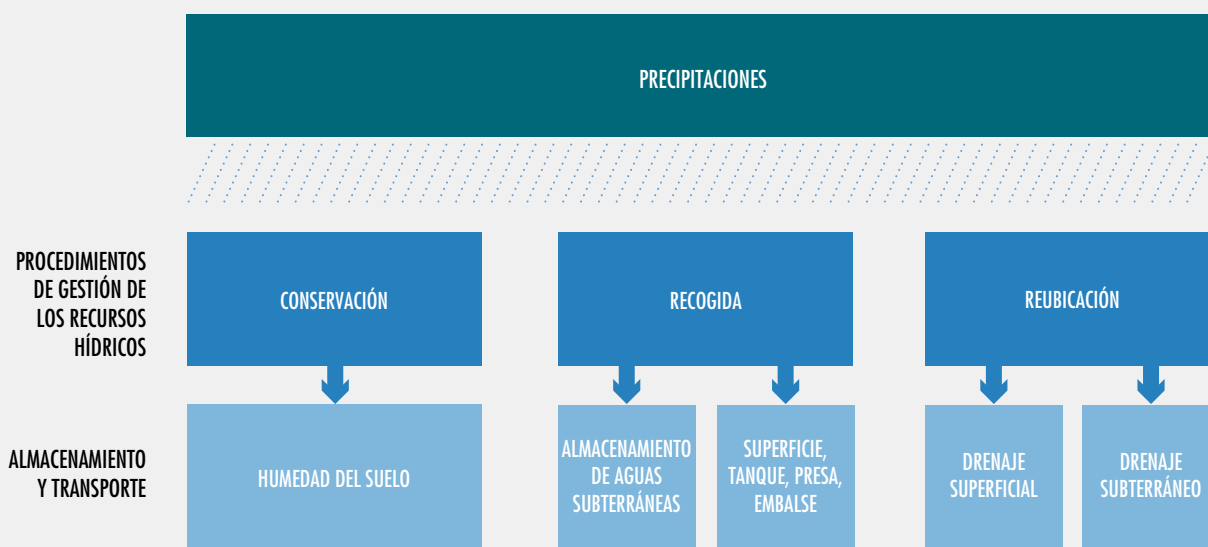 PRECIPITACIONES
PROCEDIMIENTOS
DE GESTIÓN DE
LOS RECURSOS
HÍDRICOS
CONSERVACIÓN
RECOGIDA
REUBICACIÓN
ALMACENAMIENTO
Y TRANSPORTE
HUMEDAD DEL SUELO
ALMACENAMIENTO
DE AGUAS
SUBTERRÁNEAS
SUPERFICIE,
TANQUE, PRESA,
EMBALSE
DRENAJE
SUPERFICIAL
DRENAJE
SUBTERRÁNEO